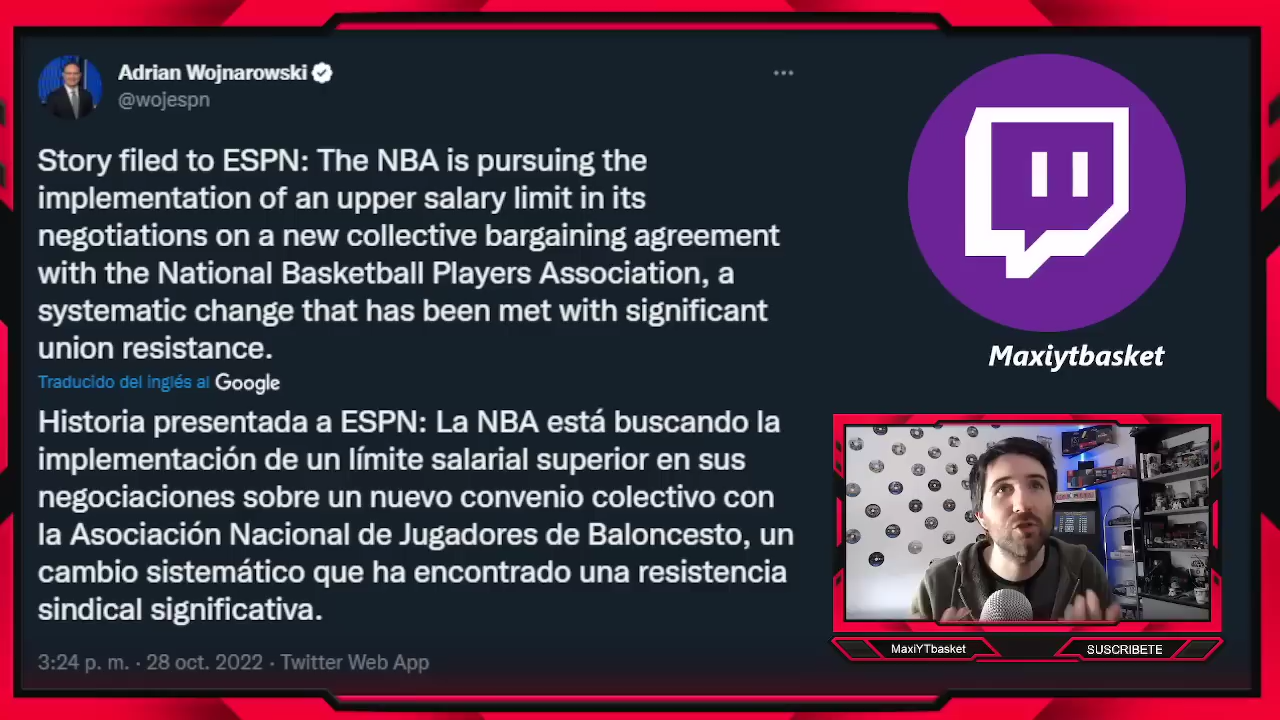 Adrian Wojnarowski
@wojespn
Story filed to ESPN: The NBA is pursuing the
implementation of an upper salary limit in its
negotiations on a new collective bargaining agreement
with the National Basketball Players Association, a
systematic change that has been met with significant
union resistance.
Traducido del inglés al Google
Historia presentada a ESPN: La NBA está buscando la
implementación de un límite salarial superior en sus
negociaciones sobre un nuevo convenio colectivo con
la Asociación Nacional de Jugadores de Baloncesto, un
cambio sistemático que ha encontrado una resistencia
sindical significativa.
3:24 p. m. · 28 oct. 2022 · Twitter Web App
Maxiytbasket
MaxiYTbasket
SUSCRIBETE